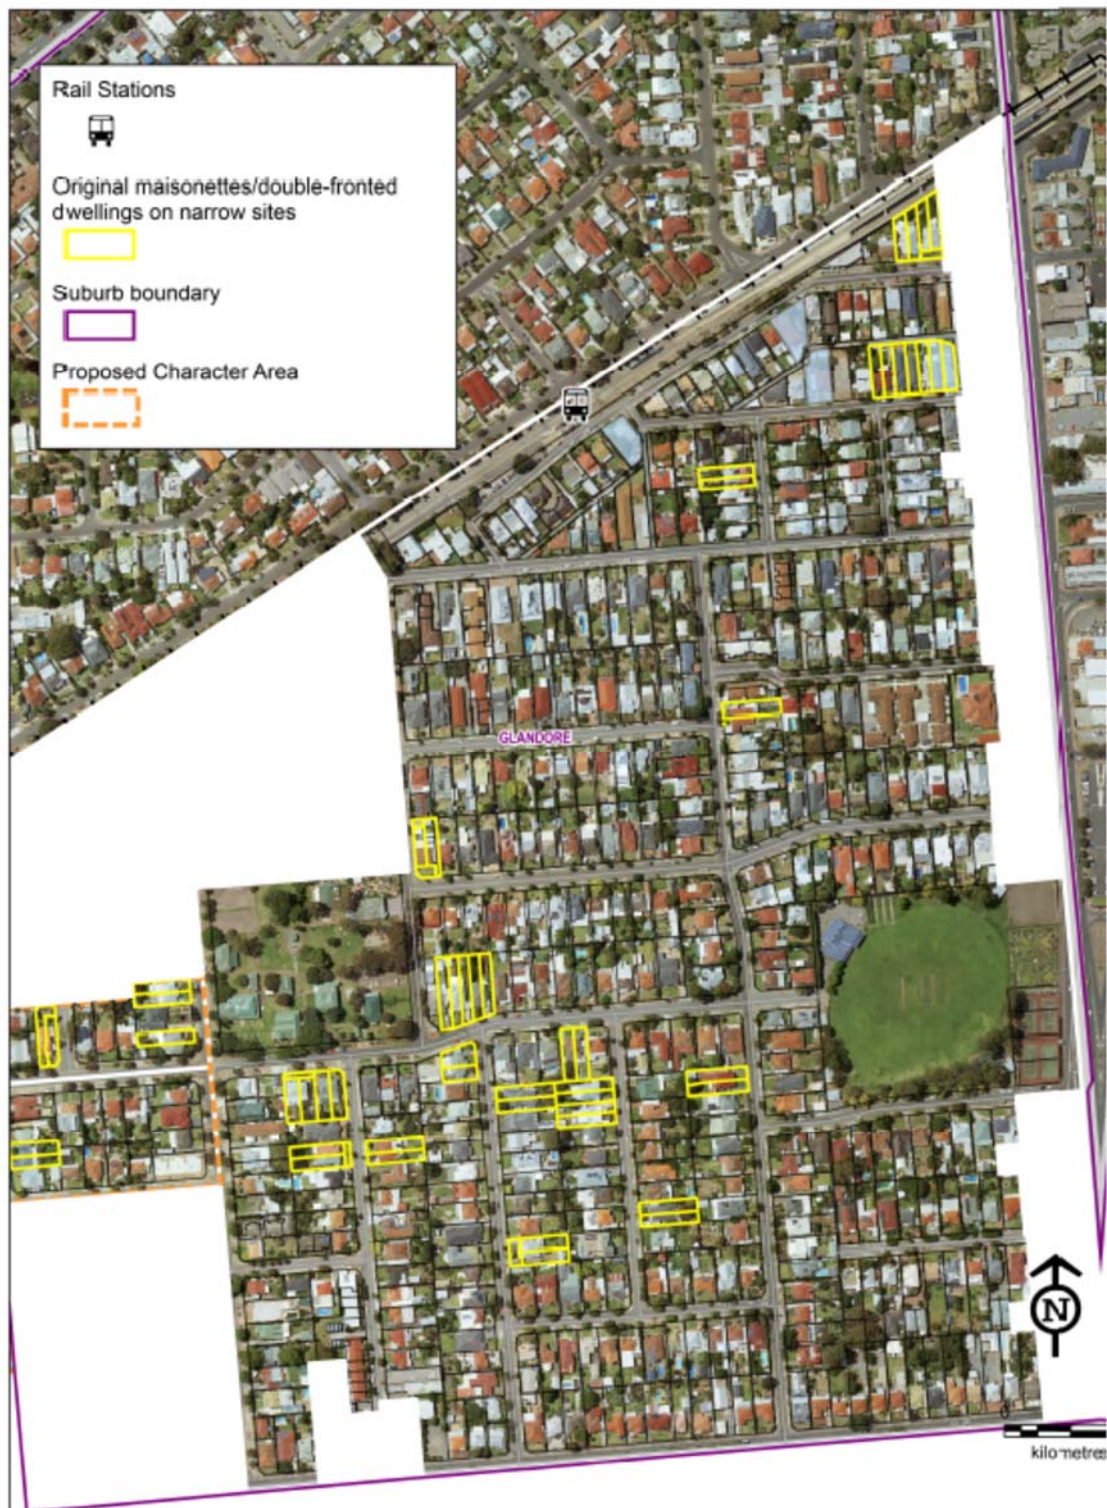 Rail Stations
Original maisonettes/double-fronted
dwellings on narrow sites
Suburb boundary
Proposed Character Area
GLANDORE
N
kilometres